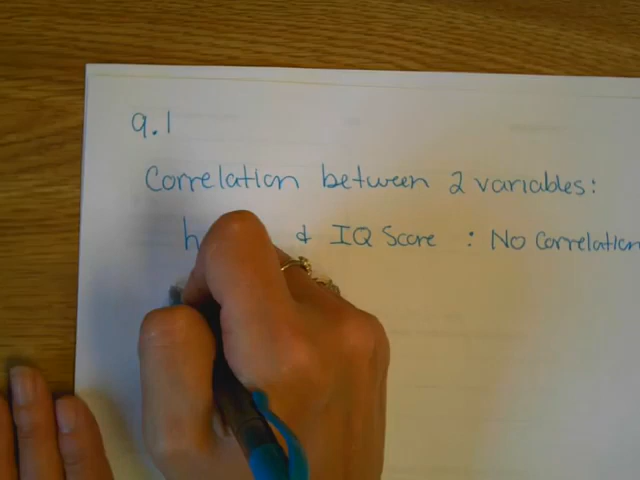 9.1
Correlation between 2 variables:
& IQ Score : No Correlation